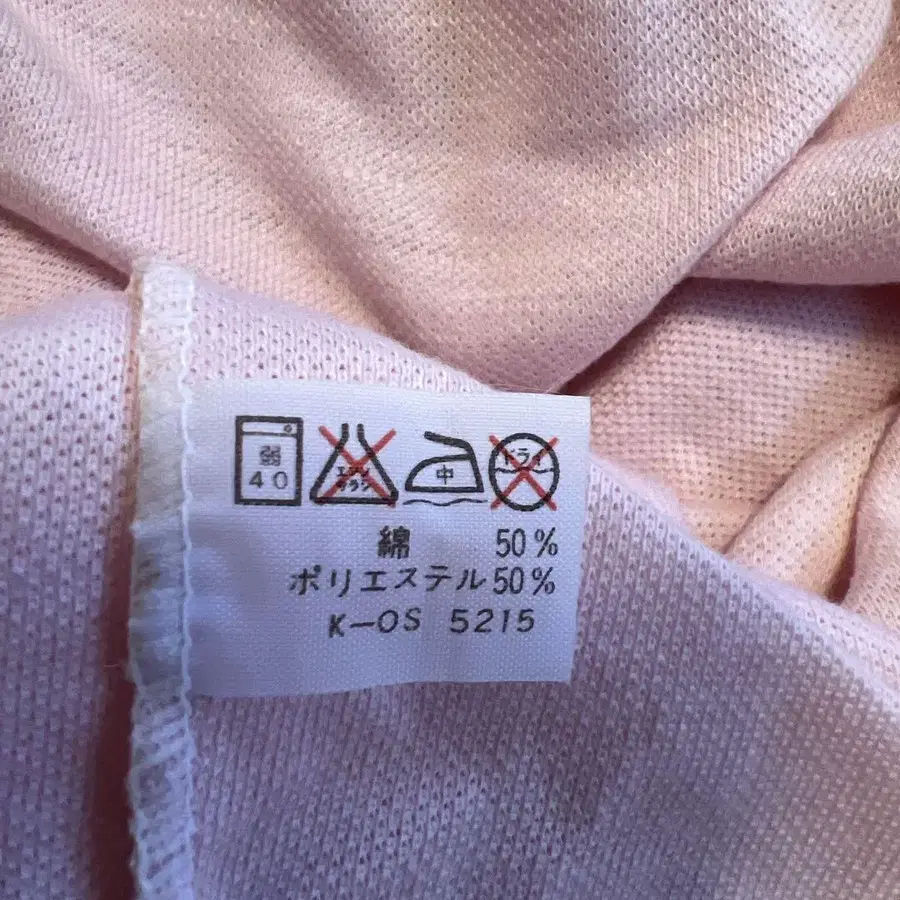 弱 エンソ 中 ドライ
40 サラシ
綿 50%
ポリエステル50%
K-OS 5215